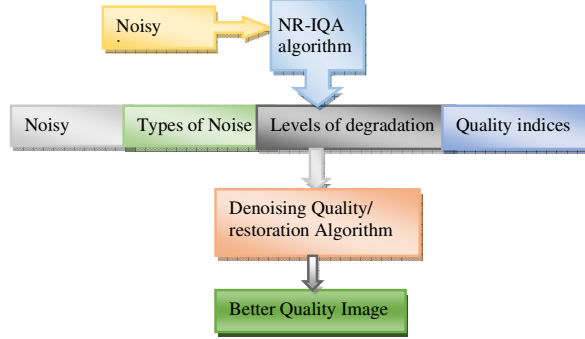 Noisy
NR-IQA
algorithm
Noisy
Types of Noise
Levels of degradation
Quality indices
Denoising Quality/
restoration Algorithm
Better Quality Image